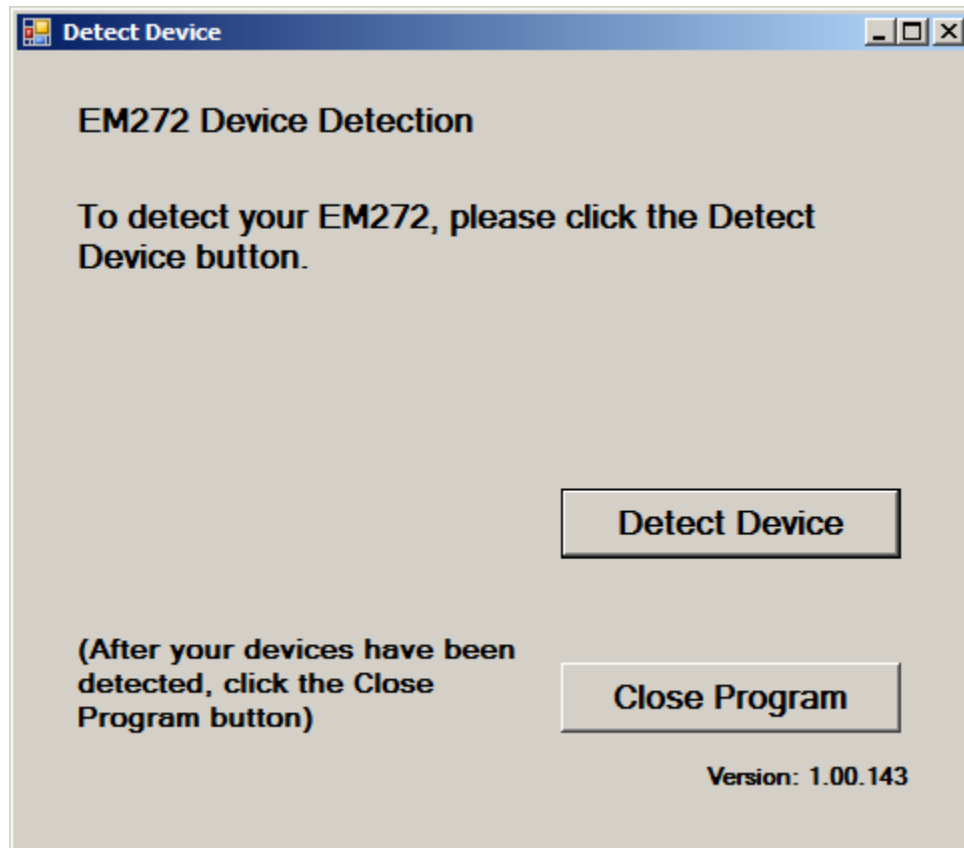 Detect Device
EM272 Device Detection
To detect your EM272, please click the Detect
Device button.
Detect Device
(After your devices have been
detected, click the Close
Program button)
Close Program
Version: 1.00.143